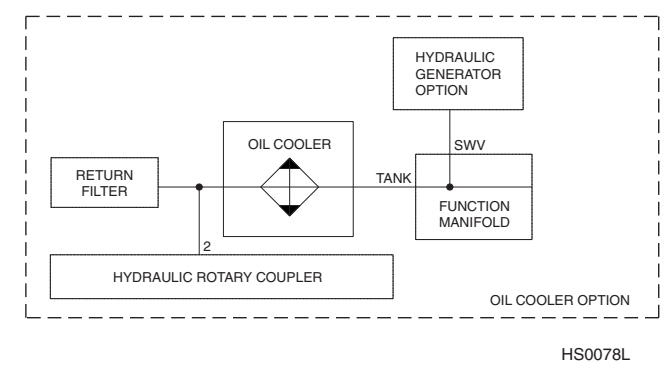 HYDRAULIC
GENERATOR
OPTION
OIL COOLER
SWV
RETURN
FILTER
TANK
FUNCTION
MANIFOLD
2
HYDRAULIC ROTARY COUPLER
OIL COOLER OPTION
HS0078L